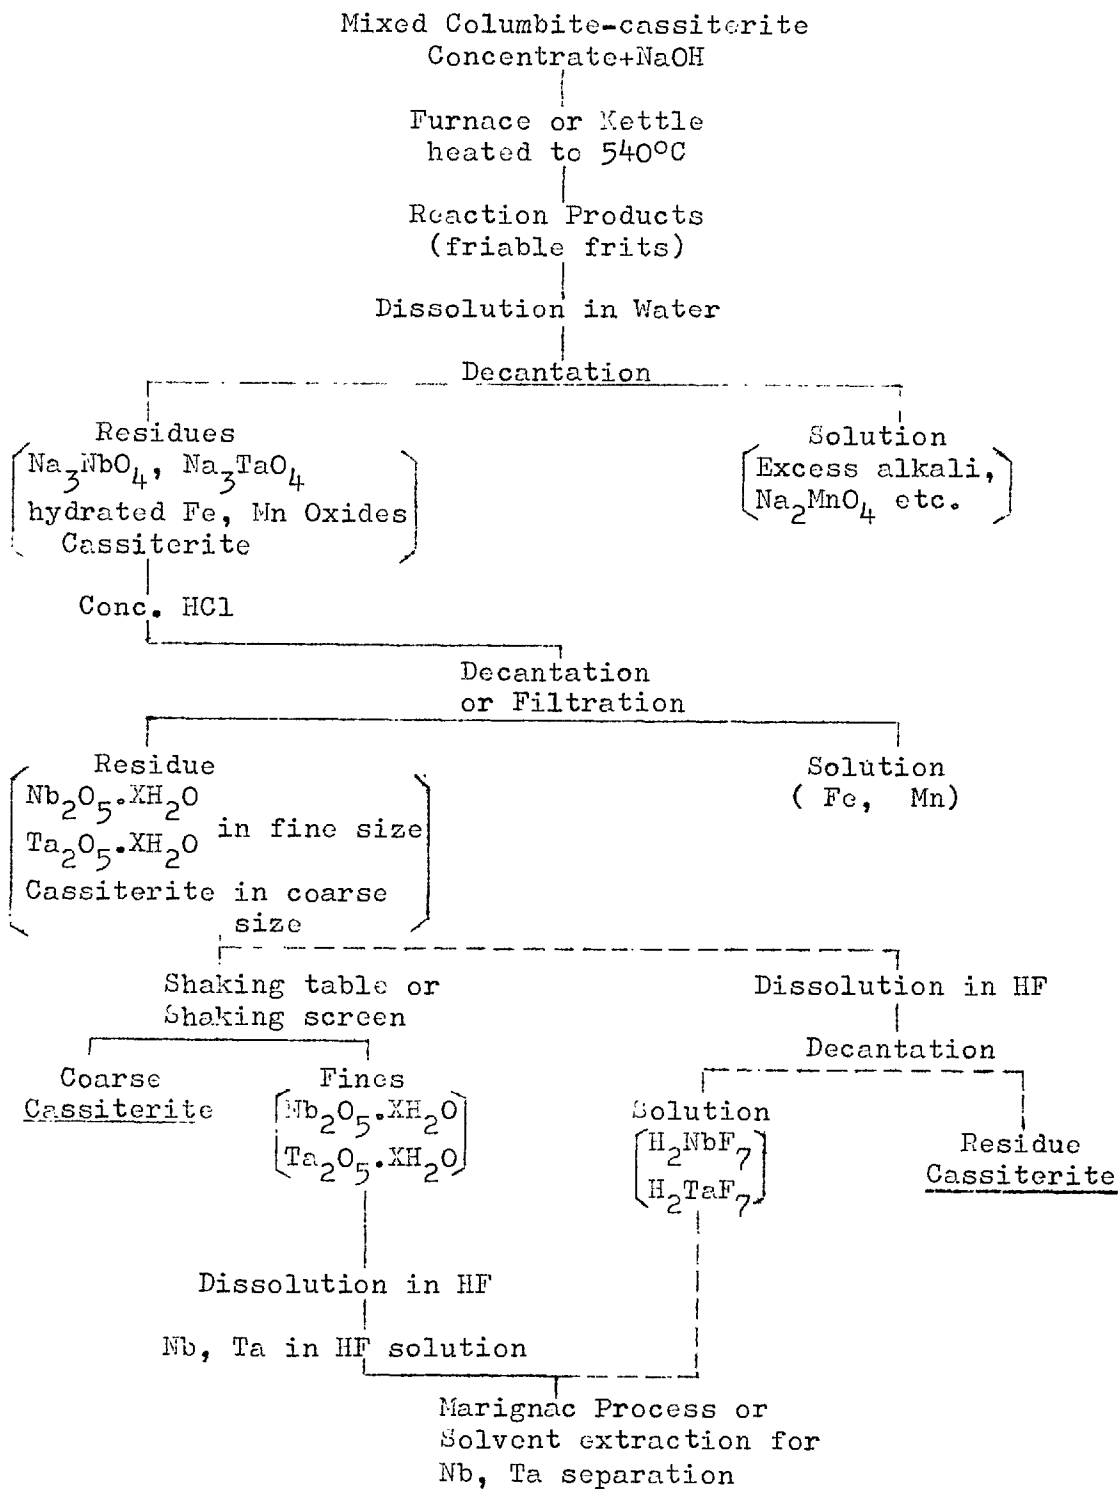 Mixed Columbite-cassiterite
Concentrate+NaOH
Furnace or Kettle
heated to 540°C
Reaction Products
(friable frits)
Dissolution in Water
Decantation
Residues
Na3NbO4, Na3TaO4
hydrated Fe, Mn Oxides
Cassiterite
Solution
Excess alkali,
Na2MnO4 etc.
Conc. HCl
Decantation
or Filtration
Residue
Nb2O5.XH2O
Ta2O5.XH2O
in fine size
Cassiterite in coarse
size
Solution
( Fe, Mn)
Shaking table or
Shaking screen
Dissolution in HF
Decantation
Coarse
Cassiterite
Fines
Nb2O5.XH2O
Ta2O5.XH2O
Solution
H2NbF7
H2TaF7
Residue
Cassiterite
Dissolution in HF
Nb, Ta in HF solution
Marignac Process or
Solvent extraction for
Nb, Ta separation